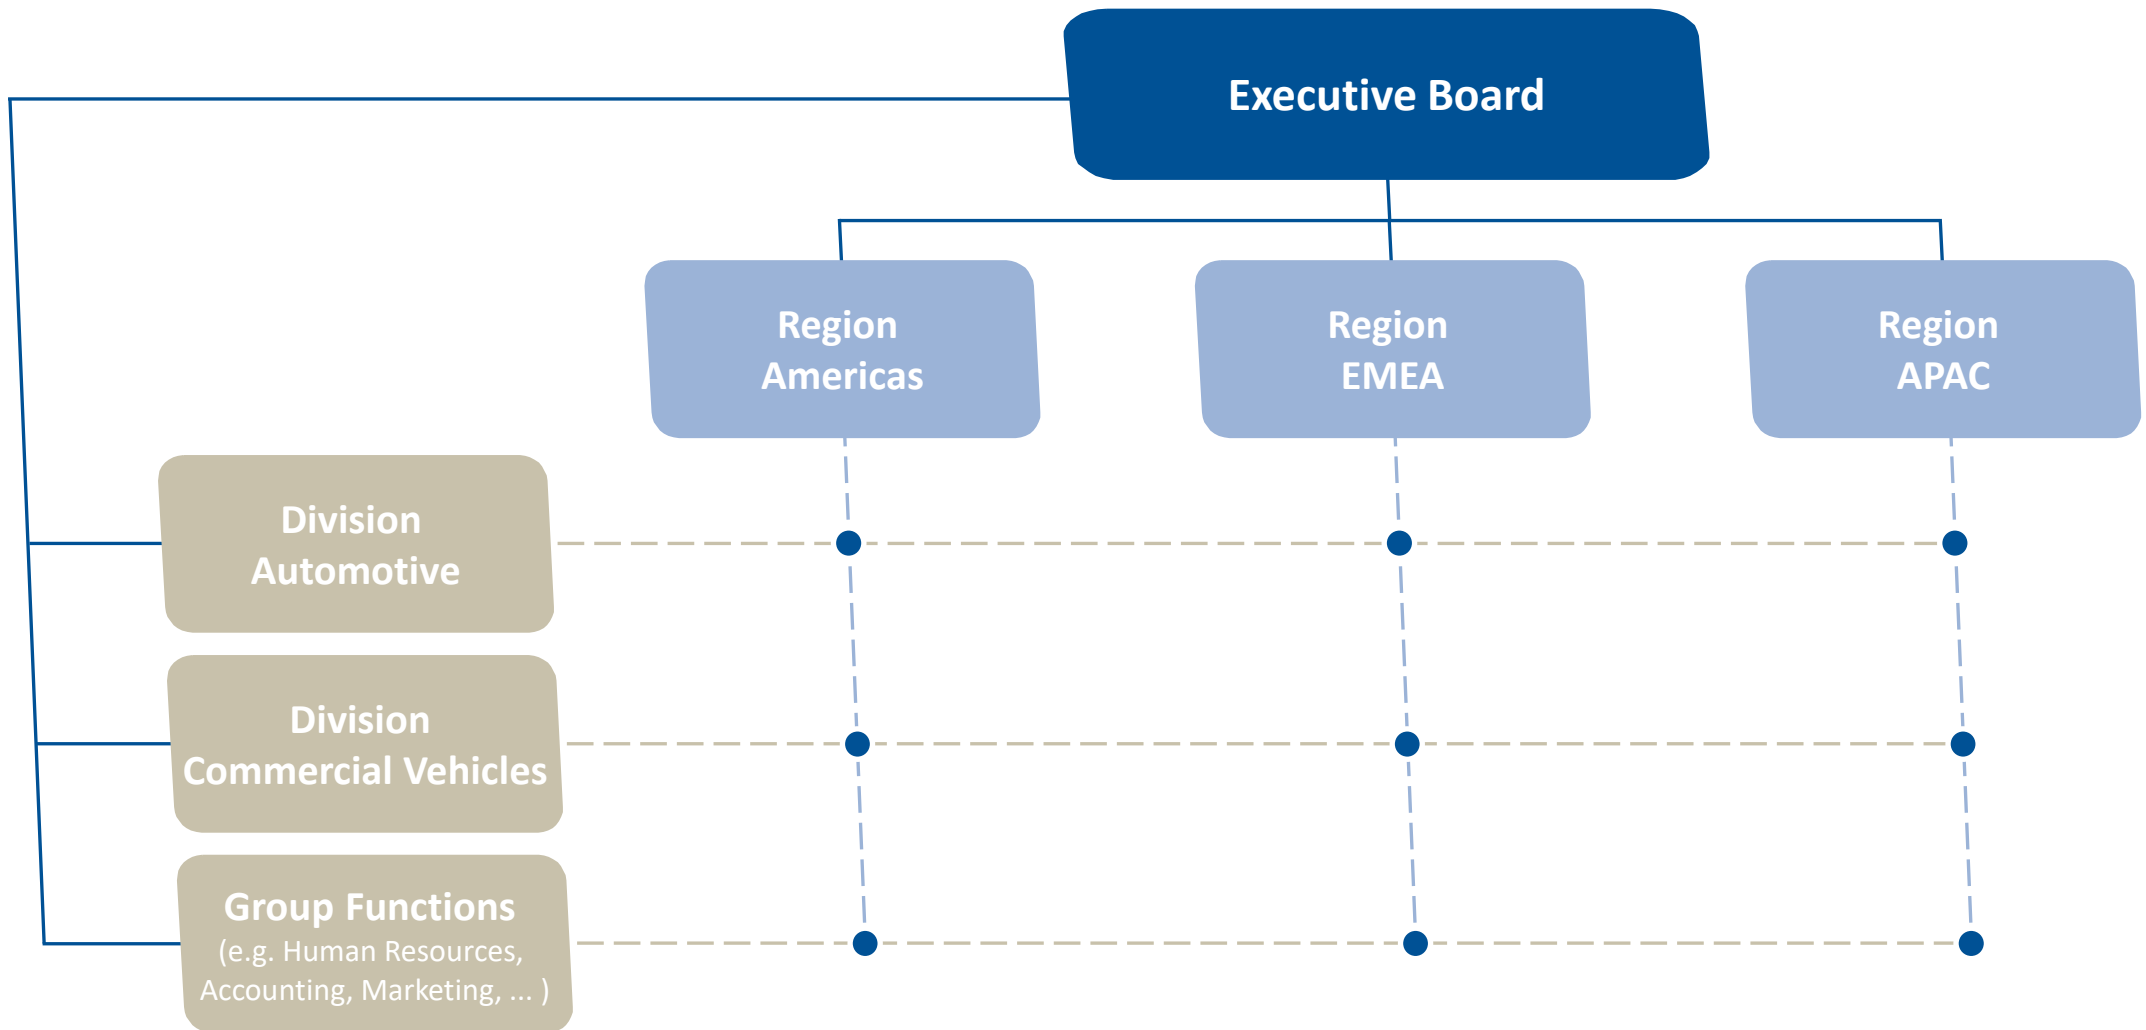 Executive Board
Region
Americas
Region
EMEA
Region
APAC
Division
Automotive
Division
Commercial Vehicles
Group Functions
(e.g. Human Resources,
Accounting, Marketing, ... )